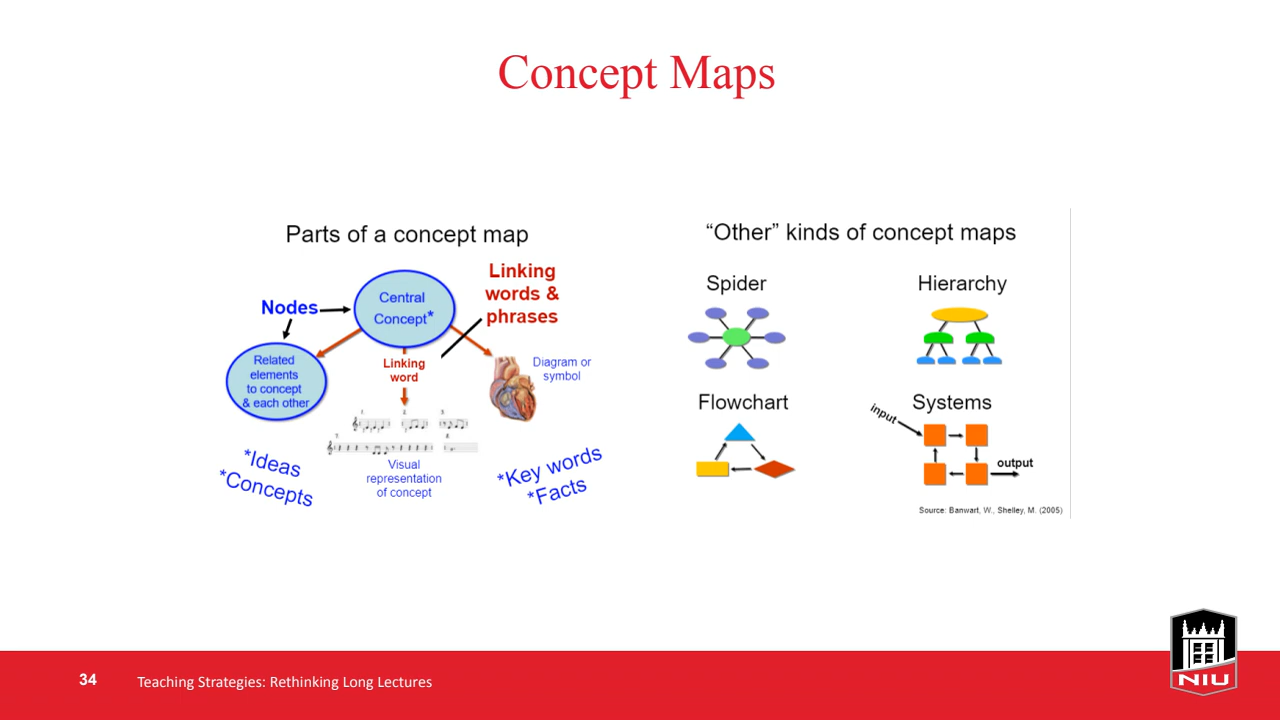 Concept Maps
Parts of a concept map
Nodes
Central
Concept*
Linking
words &
phrases
Related
elements
to concept
& each other
Linking
word
Diagram or
symbol
Visual
representation
of concept
*Ideas
*Concepts
*Key words
*Facts
“Other” kinds of concept maps
Spider
Hierarchy
Flowchart
Systems
input
output
Source: Banwart, W., Shelley, M. (2005)
34
Teaching Strategies: Rethinking Long Lectures
NIU